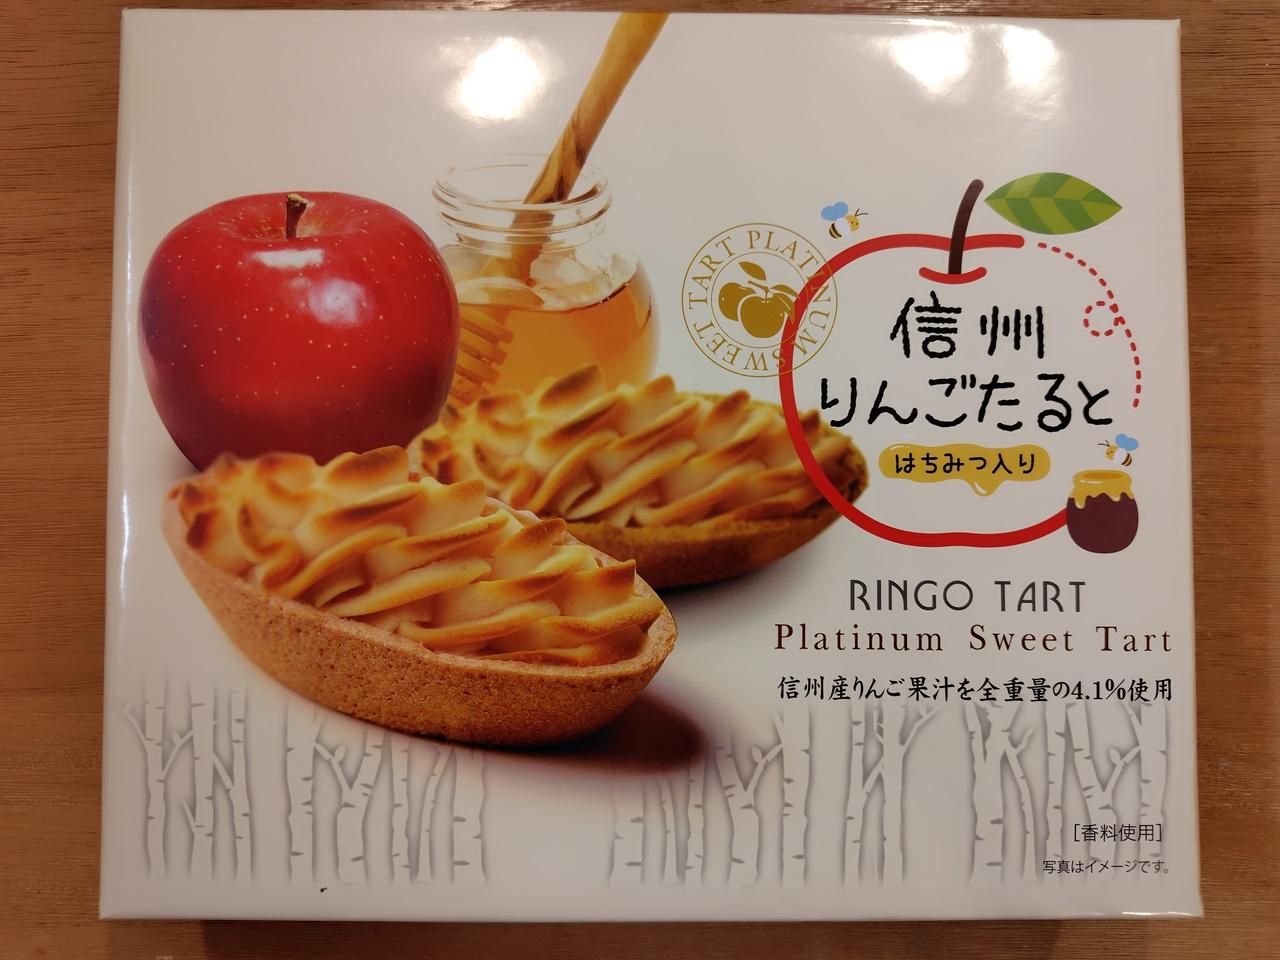 TART PLATINUM SWEET
信州
りんごたると
はちみつ入り
RINGO TART
Platinum Sweet Tart
信州産りんご果汁を全重量の4.1%使用
[香料使用]
写真はイメージです。